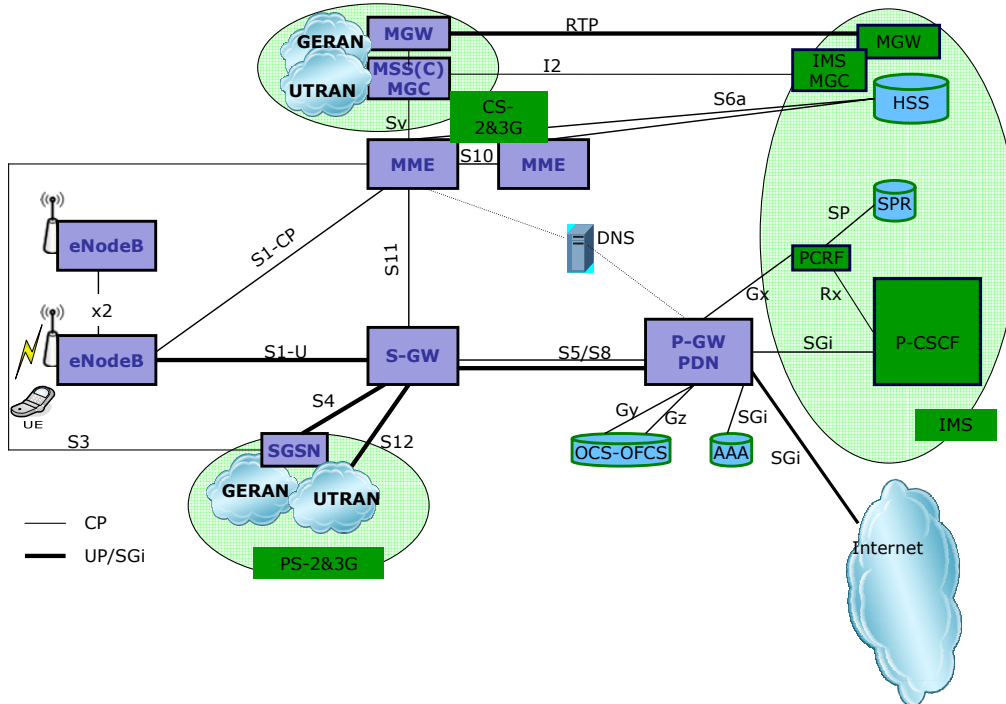 RTP
MGW
GERAN
MGW
I2
IMS
MGC
MSS(C)
MGC
UTRAN
S6a
HSS
CS-
2&3G
Sv
MME
S10
MME
SPR
SP
eNodeB
DNS
S1-CP
S11
PCRF
Gx
Rx
x2
eNodeB
S1-U
S-GW
S5/S8
P-GW
PDN
SGi
P-CSCF
S4
UE
Gy
Gz
SGi
IMS
S3
SGSN
S12
OCS-OFCS
AAA
SGi
GERAN
UTRAN
CP
UP/SGi
PS-2&3G
Internet